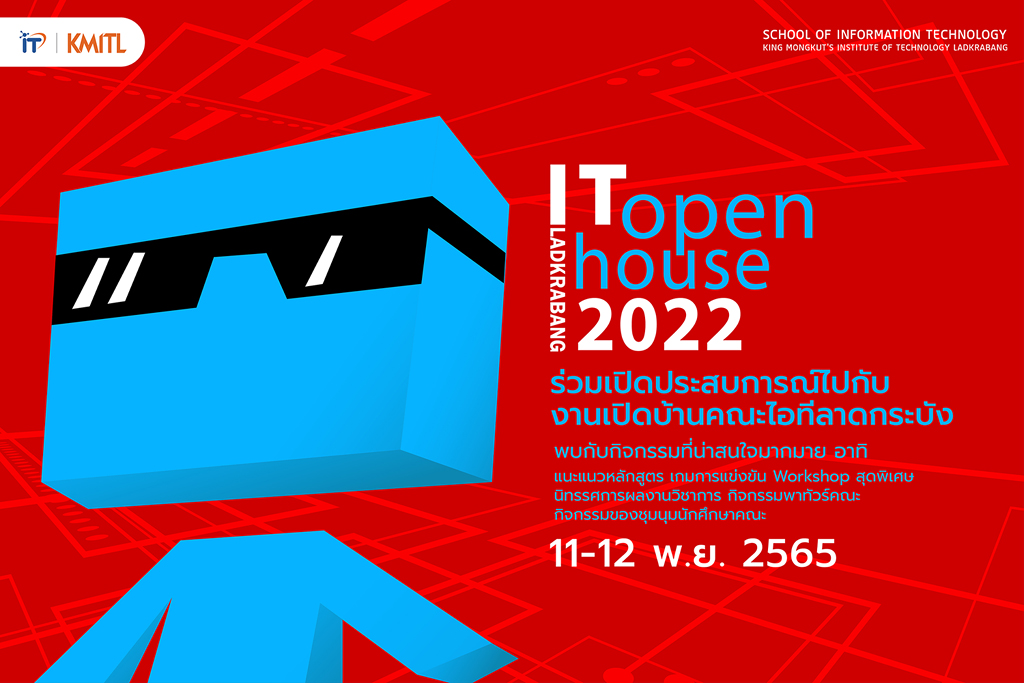 IT KMITL
SCHOOL OF INFORMATION TECHNOLOGY
KING MONGKUT'S INSTITUTE OF TECHNOLOGY LADKRABANG
IT open
LADKRABANG
house
2022
ร่วมเปิดประสบการณ์ไปกับ
งานเปิดบ้านคณะไอทีลาดกระบัง
พบกับกิจกรรมที่น่าสนใจมากมาย อาทิ
แนะแนวหลักสูตร เกมการแข่งขัน Workshop สุดพิเศษ
นิทรรศการผลงานวิชาการ กิจกรรมพาทัวร์คณะ
กิจกรรมของชุมนุมนักศึกษาคณะ
11-12 พ.ย. 2565